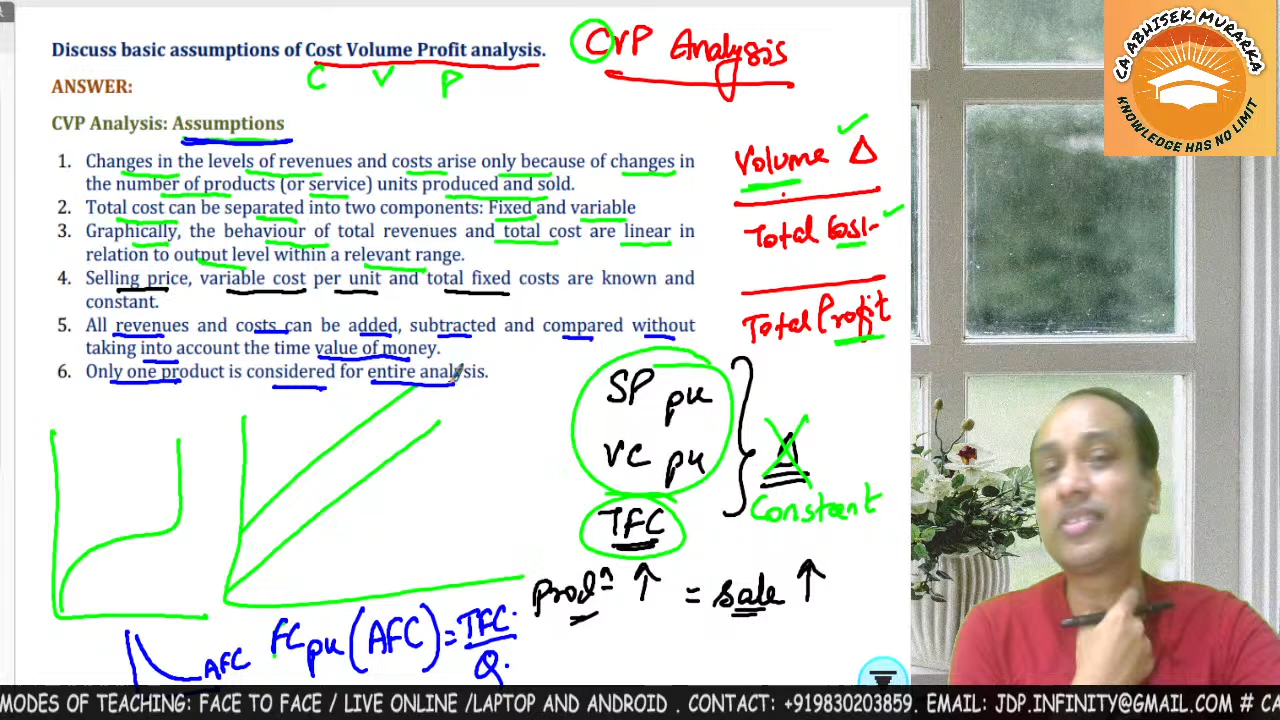 Discuss basic assumptions of Cost Volume Profit analysis.
C V P
CVP Analysis
ANSWER:
CVP Analysis: Assumptions
1. Changes in the levels of revenues and costs arise only because of changes in
the number of products (or service) units produced and sold.
2. Total cost can be separated into two components: Fixed and variable
3. Graphically, the behaviour of total revenues and total cost are linear in
relation to output level within a relevant range.
4. Selling price, variable cost per unit and total fixed costs are known and
constant.
5. All revenues and costs can be added, subtracted and compared without
taking into account the time value of money.
6. Only one product is considered for entire analysis.
Volume Δ
Total Cost
Total Profit
SP pu
VC pu
TFC
Δ
Constant
Prodⁿ ↑ = Sale ↑
AFC
FC pu (AFC) = TFC
Q.
CA ABHISEK MURARKA
KNOWLEDGE HAS NO LIMIT
MODES OF TEACHING: FACE TO FACE / LIVE ONLINE /LAPTOP AND ANDROID . CONTACT: +919830203859. EMAIL: JDP.INFINITY@GMAIL.COM # CA